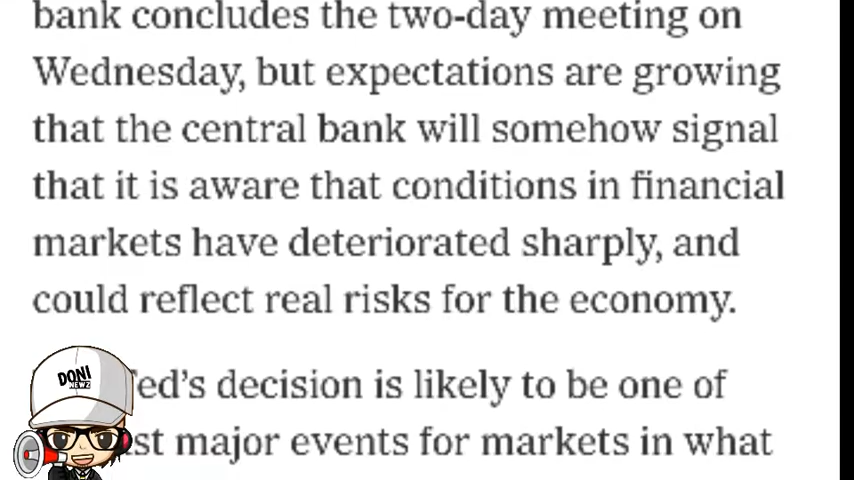 bank concludes the two-day meeting on
Wednesday, but expectations are growing
that the central bank will somehow signal
that it is aware that conditions in financial
markets have deteriorated sharply, and
could reflect real risks for the economy.
decision is likely to be one of
major events for markets in what
DONI
NEWZ